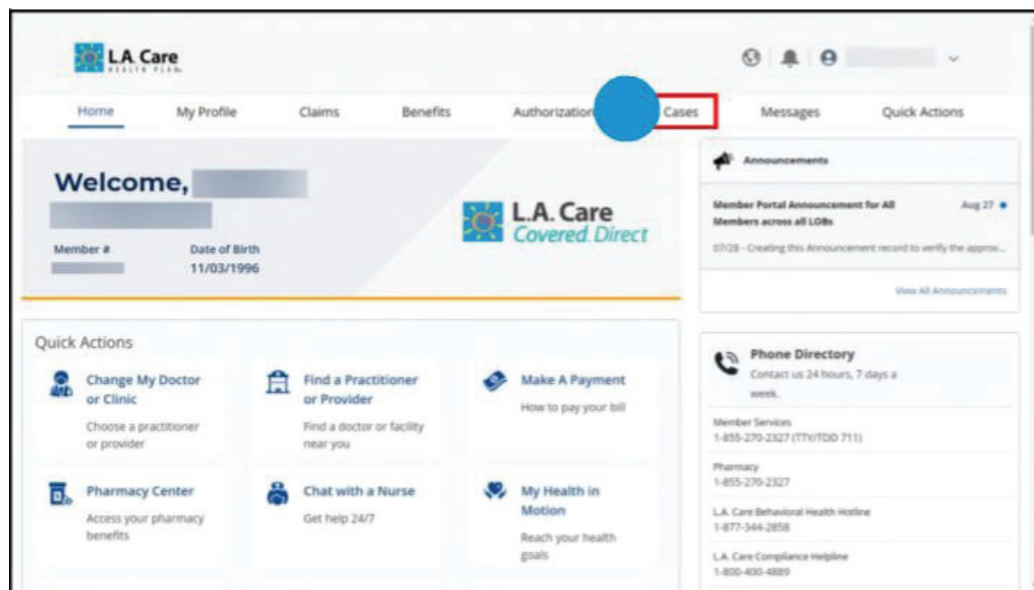 L.A. Care
HEALTH PLAN
Home My Profile Claims Benefits Authorization Cases Messages Quick Actions
Welcome,
Member # Date of Birth
11/03/1996
L.A. Care
Covered Direct
Announcements
Member Portal Announcement for All Aug 27
Members across all LOBs
07/28 - Creating this Announcement record to verify the approv...
View All Announcements
Quick Actions
Change My Doctor
or Clinic
Choose a practitioner
or provider
Find a Practitioner
or Provider
Find a doctor or facility
near you
Make A Payment
How to pay your bill
Pharmacy Center
Access your pharmacy
benefits
Chat with a Nurse
Get help 24/7
My Health in
Motion
Reach your health
goals
Phone Directory
Contact us 24 hours, 7 days a
week.
Member Services
1-855-270-2327 (TTY/TDD 711)
Pharmacy
1-855-270-2327
L.A. Care Behavioral Health Hotline
1-877-344-2858
L.A. Care Compliance Helpline
1-800-400-4889